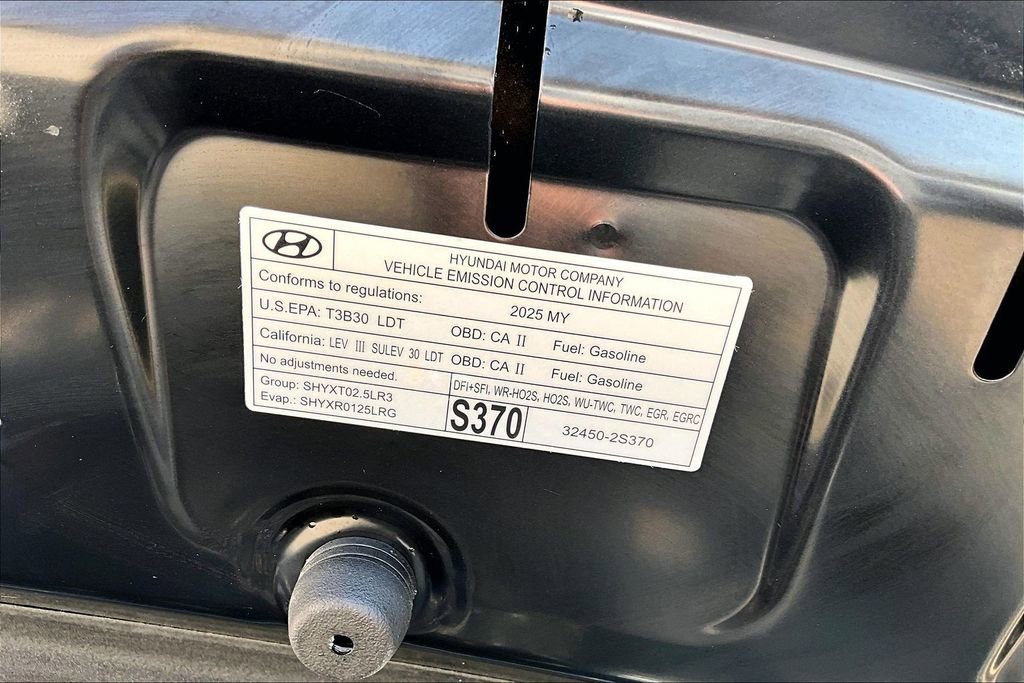 HYUNDAI MOTOR COMPANY
VEHICLE EMISSION CONTROL INFORMATION
Conforms to regulations: 2025 MY
U.S.EPA: T3B30 LDT OBD: CA II Fuel: Gasoline
California: LEV III SULEV 30 LDT OBD: CA II Fuel: Gasoline
No adjustments needed. DFI+SFI, WR-HO2S, HO2S, WU-TWC, TWC, EGR, EGRC
Group: SHYXT02.5LR3
Evap.: SHYXR0125LRG
S370 32450-2S370